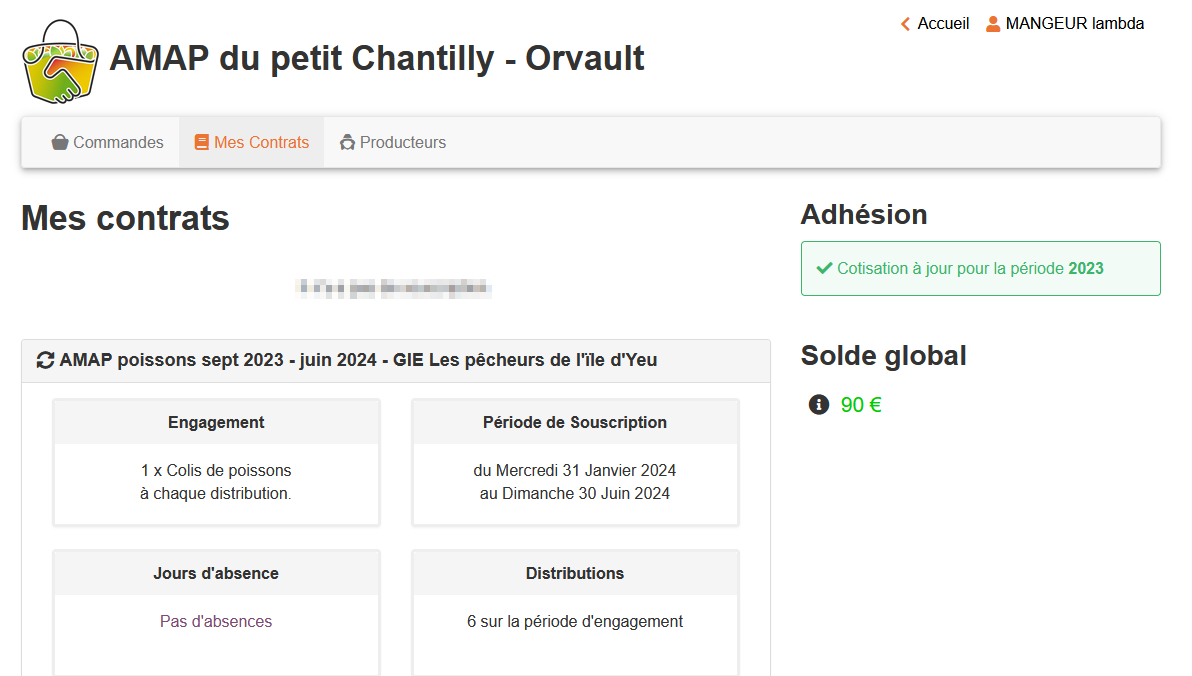 Accueil MANGEUR lambda
AMAP du petit Chantilly - Orvault
Commandes Mes Contrats Producteurs
Mes contrats
AMAP poissons sept 2023 - juin 2024 - GIE Les pêcheurs de l'île d'Yeu
Engagement
1 x Colis de poissons
à chaque distribution.
Période de Souscription
du Mercredi 31 Janvier 2024
au Dimanche 30 Juin 2024
Jours d'absence
Pas d'absences
Distributions
6 sur la période d'engagement
Adhésion
Cotisation à jour pour la période 2023
Solde global
90 €